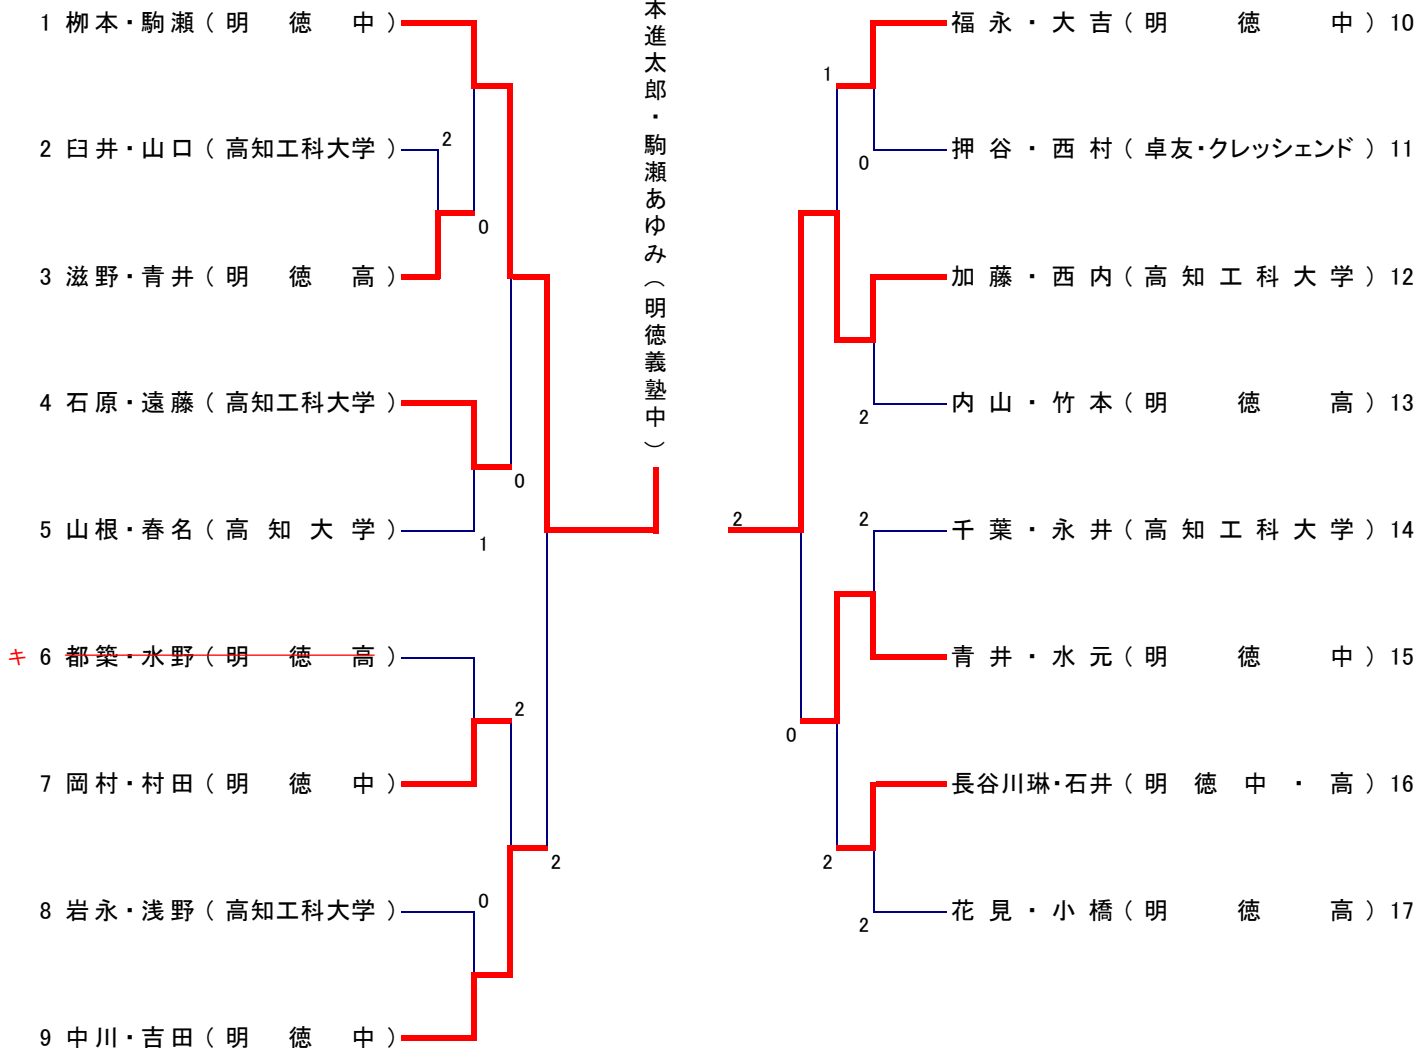 1 栁本・駒瀬（明徳中）
2 臼井・山口（高知工科大学）
3 滋野・青井（明徳高）
4 石原・遠藤（高知工科大学）
5 山根・春名（高知大学）
キ 6 都築・水野（明徳高）
7 岡村・村田（明徳中）
8 岩永・浅野（高知工科大学）
9 中川・吉田（明徳中）
2
0
0
1
2
0
2
本進太郎・駒瀬あゆみ（明徳義塾中）
2
1
0
2
2
0
2
2
福永・大吉（明徳中）10
押谷・西村（卓友・クレッシェンド）11
加藤・西内（高知工科大学）12
内山・竹本（明徳高）13
千葉・永井（高知工科大学）14
青井・水元（明徳中）15
長谷川琳・石井（明徳中・高）16
花見・小橋（明徳高）17